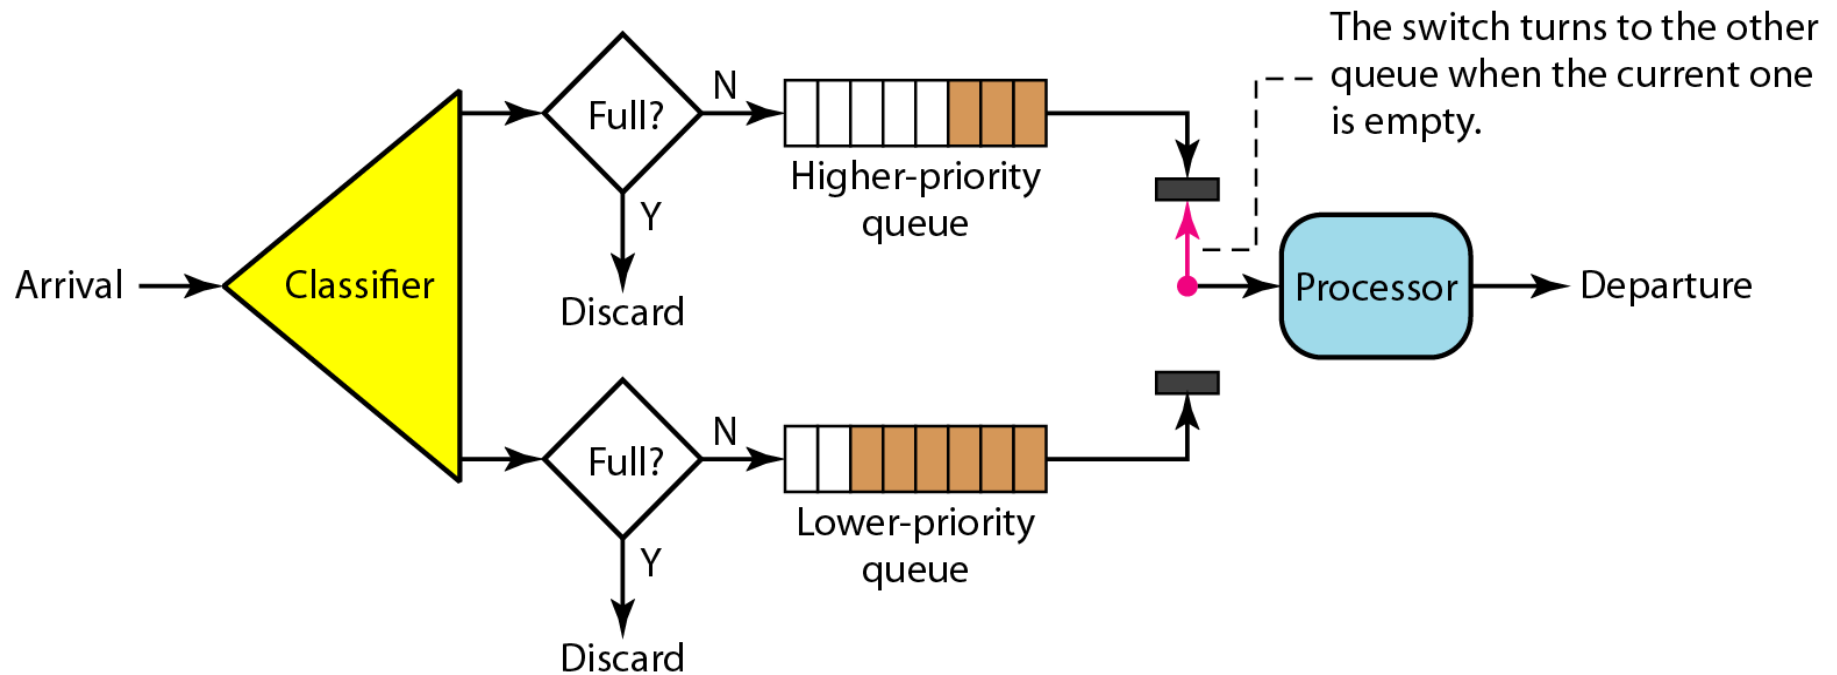 The switch turns to the other
queue when the current one
is empty.
N
Full?
Higher-priority
queue
Y
Discard
Arrival
Classifier
Processor
Departure
N
Full?
Lower-priority
queue
Y
Discard